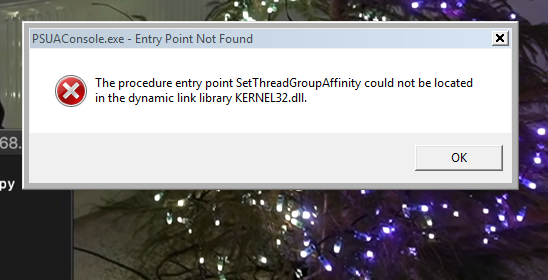 PSUAConsole.exe - Entry Point Not Found
The procedure entry point SetThreadGroupAffinity could not be located
in the dynamic link library KERNEL32.dll.
OK
68.
py